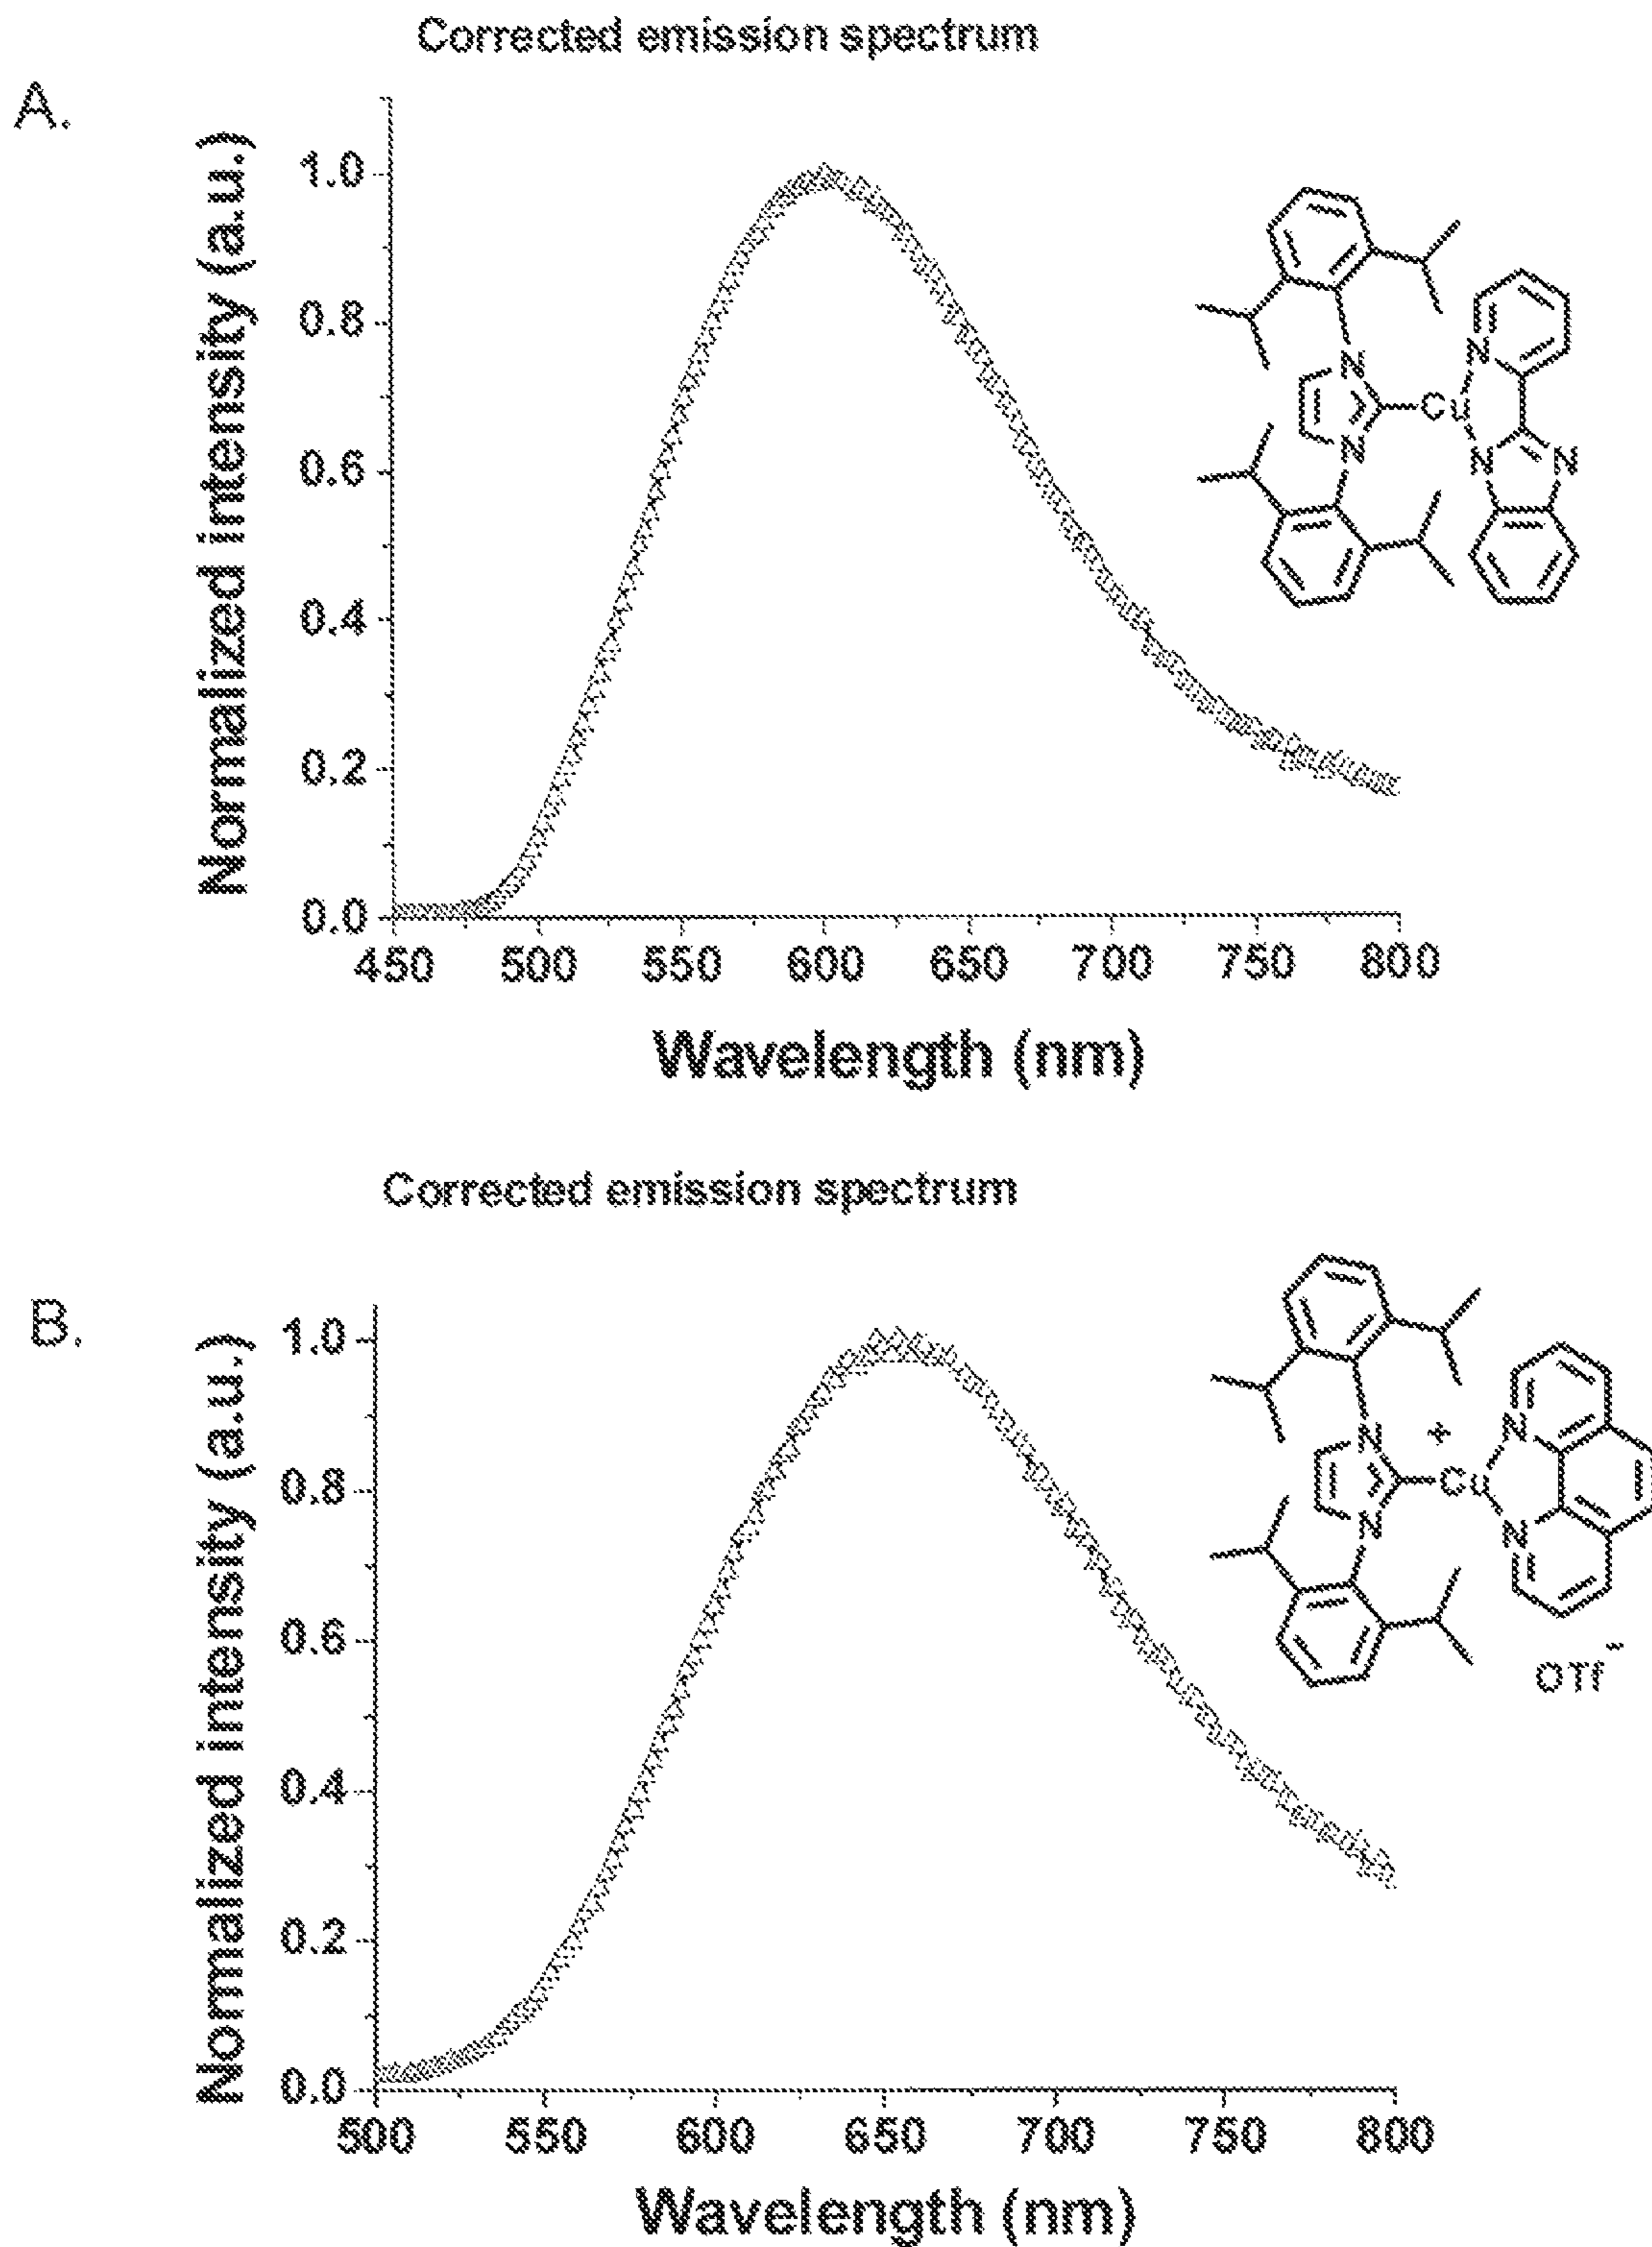 Corrected emission spectrum
A.
Normalized intensity (a.u.)
1.0
0.8
0.6
0.4
0.2
0.0
450 500 550 600 650 700 750 800
Wavelength (nm)
N
N
Cu
N
N
N
Corrected emission spectrum
B.
Normalized intensity (a.u.)
1.0
0.8
0.6
0.4
0.2
0.0
500 550 600 650 700 750 800
Wavelength (nm)
N
N
+
Cu
N
N
OTf⁻